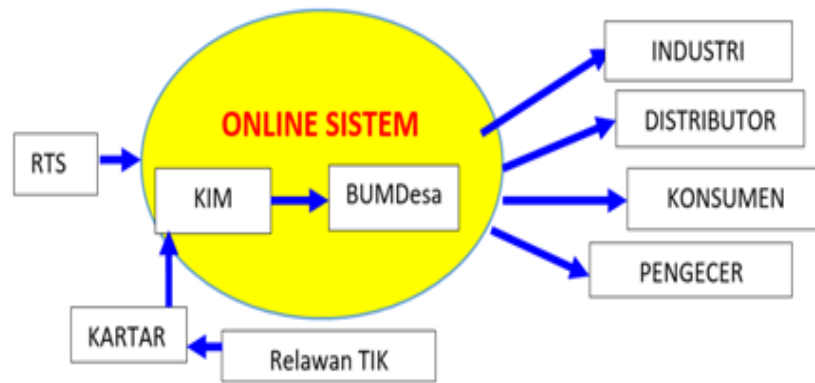 INDUSTRI
ONLINE SISTEM
DISTRIBUTOR
RTS
KIM
BUMDesa
KONSUMEN
PENGECER
KARTAR
Relawan TIK